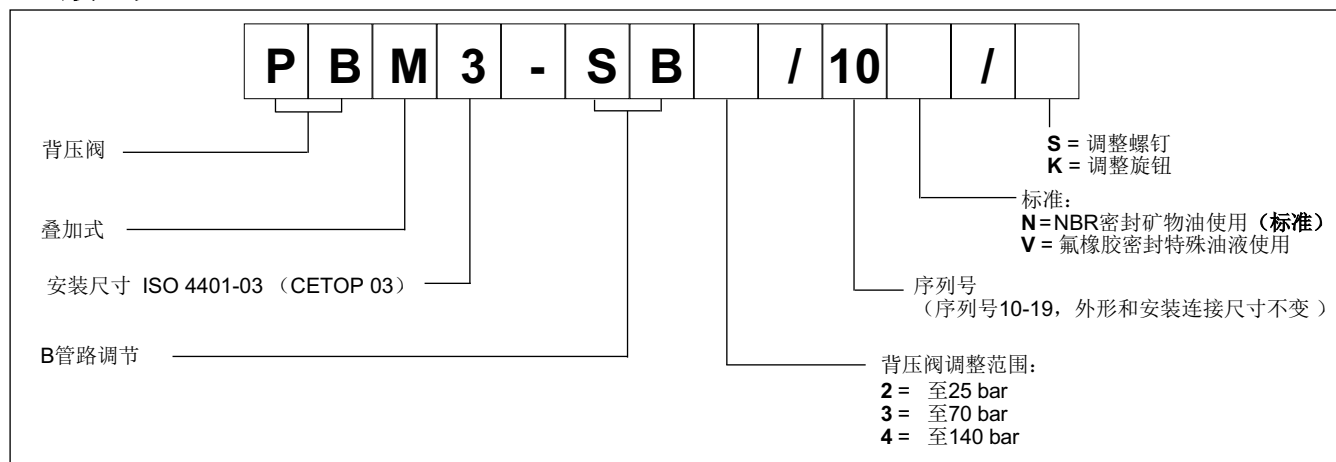 P B M 3 - S B / 10 /
背压阀
叠加式
安装尺寸 ISO 4401-03 （CETOP 03）
B管路调节
S = 调整螺钉
K = 调整旋钮
标准：
N =NBR密封矿物油使用（标准）
V = 氟橡胶密封特殊油液使用
序列号
（序列号10-19，外形和安装连接尺寸不变 ）
背压阀调整范围：
2 = 至25 bar
3 = 至70 bar
4 = 至140 bar